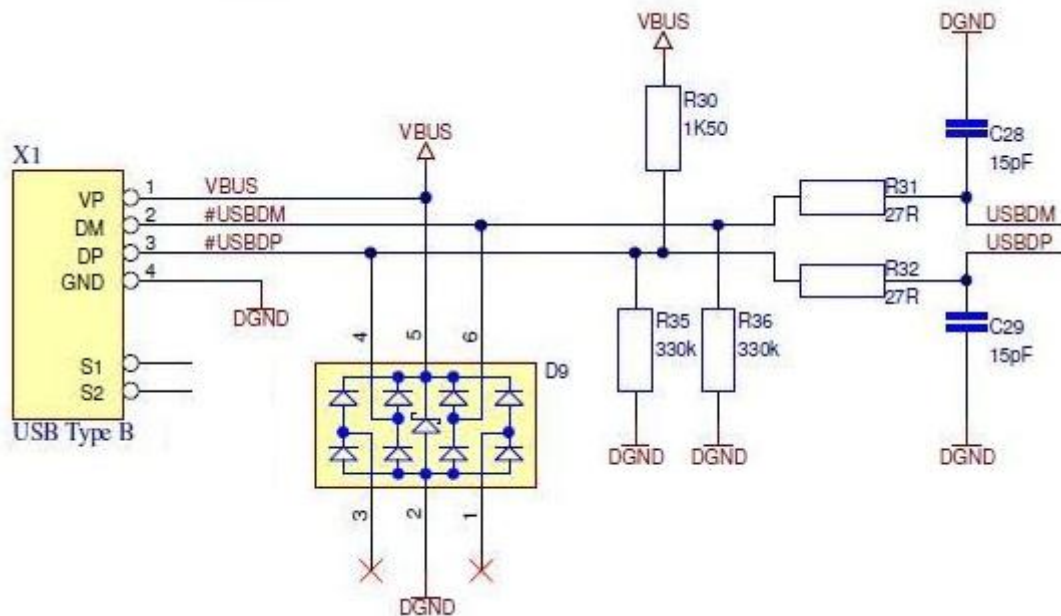 VBUS
DGND
R30
1K50
C28
15pF
VBUS
X1
VP
1
VBUS
DM
2
#USBDM
DP
3
#USBDP
GND
4
DGND
R31
27R
USBDM
USBDP
R32
27R
C29
15pF
S1
S2
USB Type B
4
5
6
D9
R35
330k
R36
330k
DGND
DGND
DGND
3
2
1
DGND